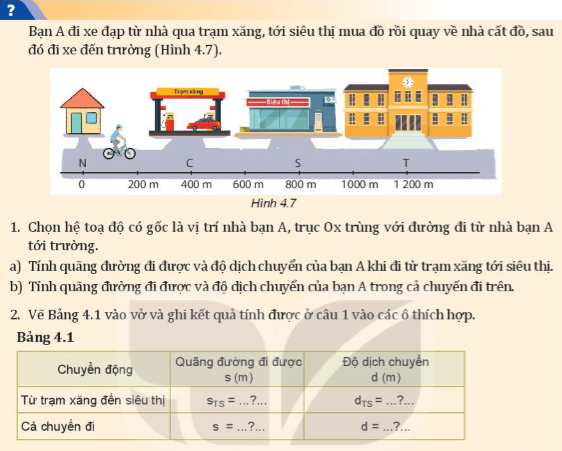 ?
Bạn A đi xe đạp từ nhà qua trạm xăng, tới siêu thị mua đồ rồi quay về nhà cất đồ, sau
đó đi xe đến trường (Hình 4.7).
Trạm xăng
Siêu thị
N C S T
0 200 m 400 m 600 m 800 m 1000 m 1 200 m
Hình 4.7
1. Chọn hệ toạ độ có gốc là vị trí nhà bạn A, trục Ox trùng với đường đi từ nhà bạn A
tới trường.
a) Tính quãng đường đi được và độ dịch chuyển của bạn A khi đi từ trạm xăng tới siêu thị.
b) Tính quãng đường đi được và độ dịch chuyển của bạn A trong cả chuyến đi trên.
2. Vẽ Bảng 4.1 vào vở và ghi kết quả tính được ở câu 1 vào các ô thích hợp.
Bảng 4.1
Chuyển động
Quãng đường đi được
s (m)
Độ dịch chuyển
d (m)
Từ trạm xăng đến siêu thị
s_TS = ...?...
d_TS = ...?...
Cả chuyến đi
s = ...?...
d = ...?...